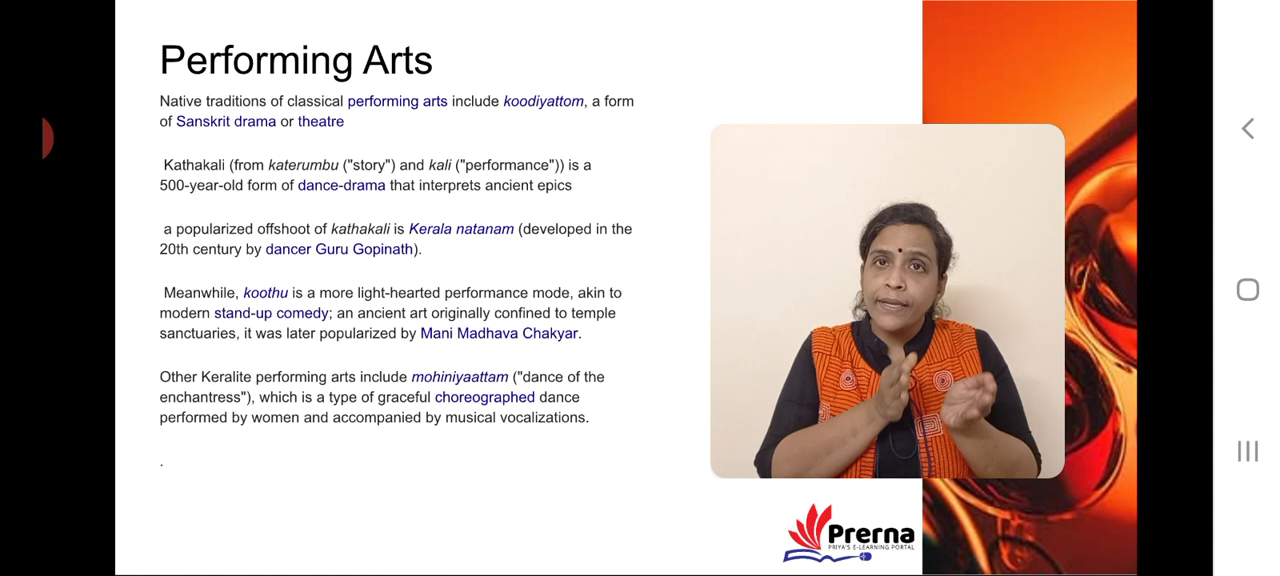 Performing Arts
Native traditions of classical performing arts include koodiyattom, a form
of Sanskrit drama or theatre
Kathakali (from katerumbu ("story") and kali ("performance")) is a
500-year-old form of dance-drama that interprets ancient epics
a popularized offshoot of kathakali is Kerala natanam (developed in the
20th century by dancer Guru Gopinath).
Meanwhile, koothu is a more light-hearted performance mode, akin to
modern stand-up comedy; an ancient art originally confined to temple
sanctuaries, it was later popularized by Mani Madhava Chakyar.
Other Keralite performing arts include mohiniyaattam ("dance of the
enchantress"), which is a type of graceful choreographed dance
performed by women and accompanied by musical vocalizations.
.
Prerna
PRIYA'S E-LEARNING PORTAL